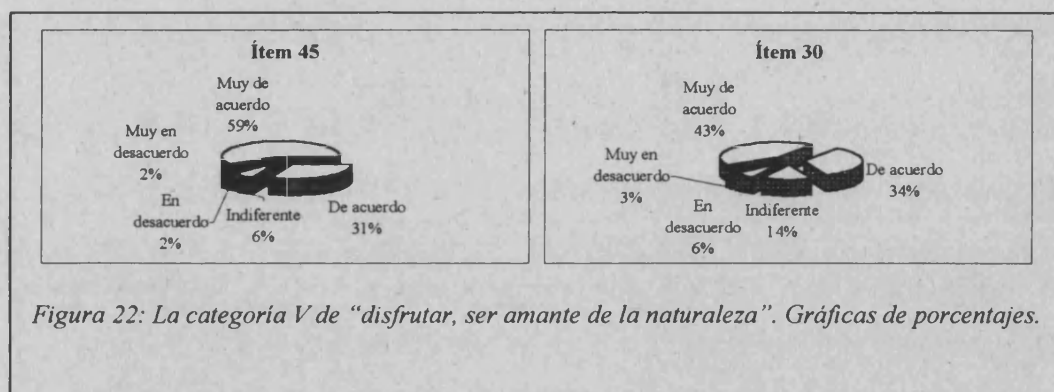 Ítem 45
Muy de
acuerdo
59%
Muy en
desacuerdo
2%
En
desacuerdo
2%
Indiferente
6%
De acuerdo
31%
Ítem 30
Muy de
acuerdo
43%
Muy en
desacuerdo
3%
En
desacuerdo
6%
Indiferente
14%
De acuerdo
34%
Figura 22: La categoría V de “disfrutar, ser amante de la naturaleza”. Gráficas de porcentajes.